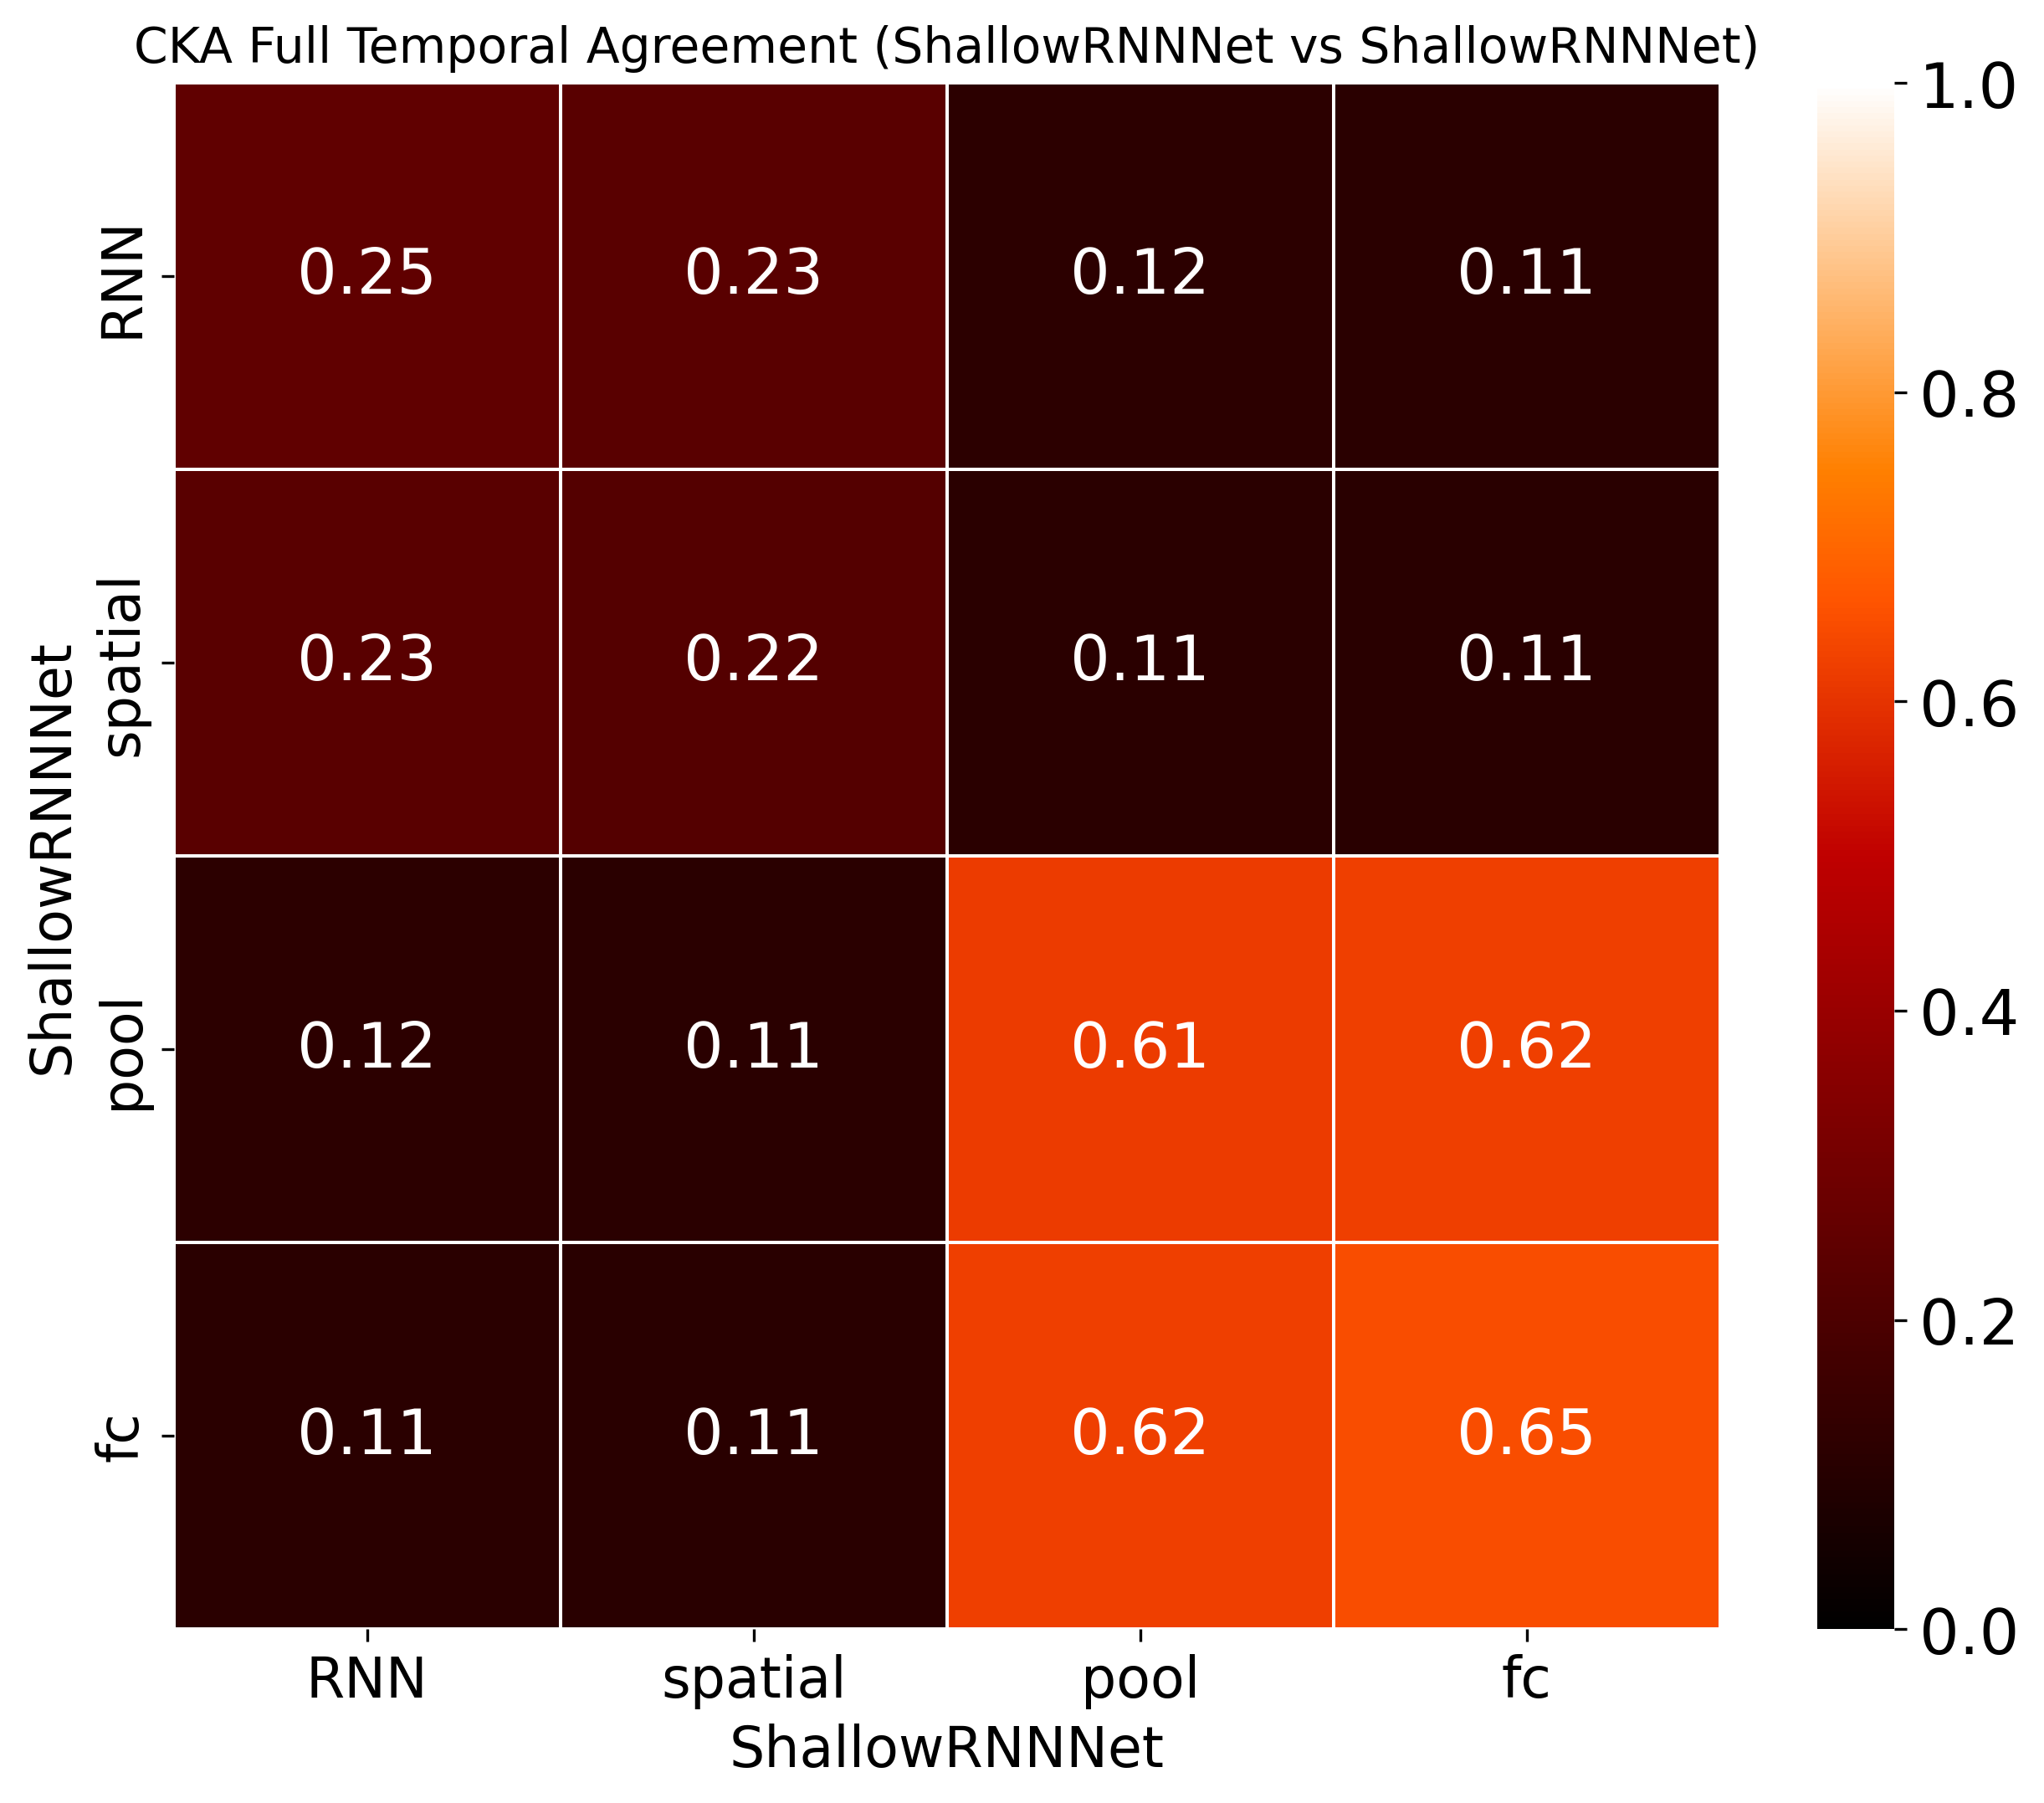 CKA Full Temporal Agreement (ShallowRNNNet vs ShallowRNNNet)
ShallowRNNNet
RNN 0.25 0.23 0.12 0.11
spatial 0.23 0.22 0.11 0.11
pool 0.12 0.11 0.61 0.62
fc 0.11 0.11 0.62 0.65
RNN spatial pool fc
ShallowRNNNet
1.0
0.8
0.6
0.4
0.2
0.0